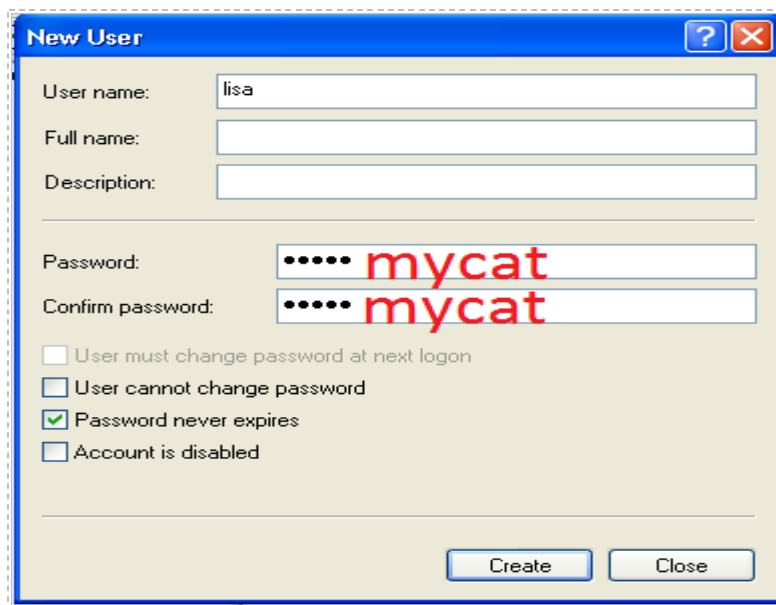 New User
User name: lisa
Full name:
Description:
Password: ••••• mycat
Confirm password: ••••• mycat
User must change password at next logon
User cannot change password
Password never expires
Account is disabled
Create Close